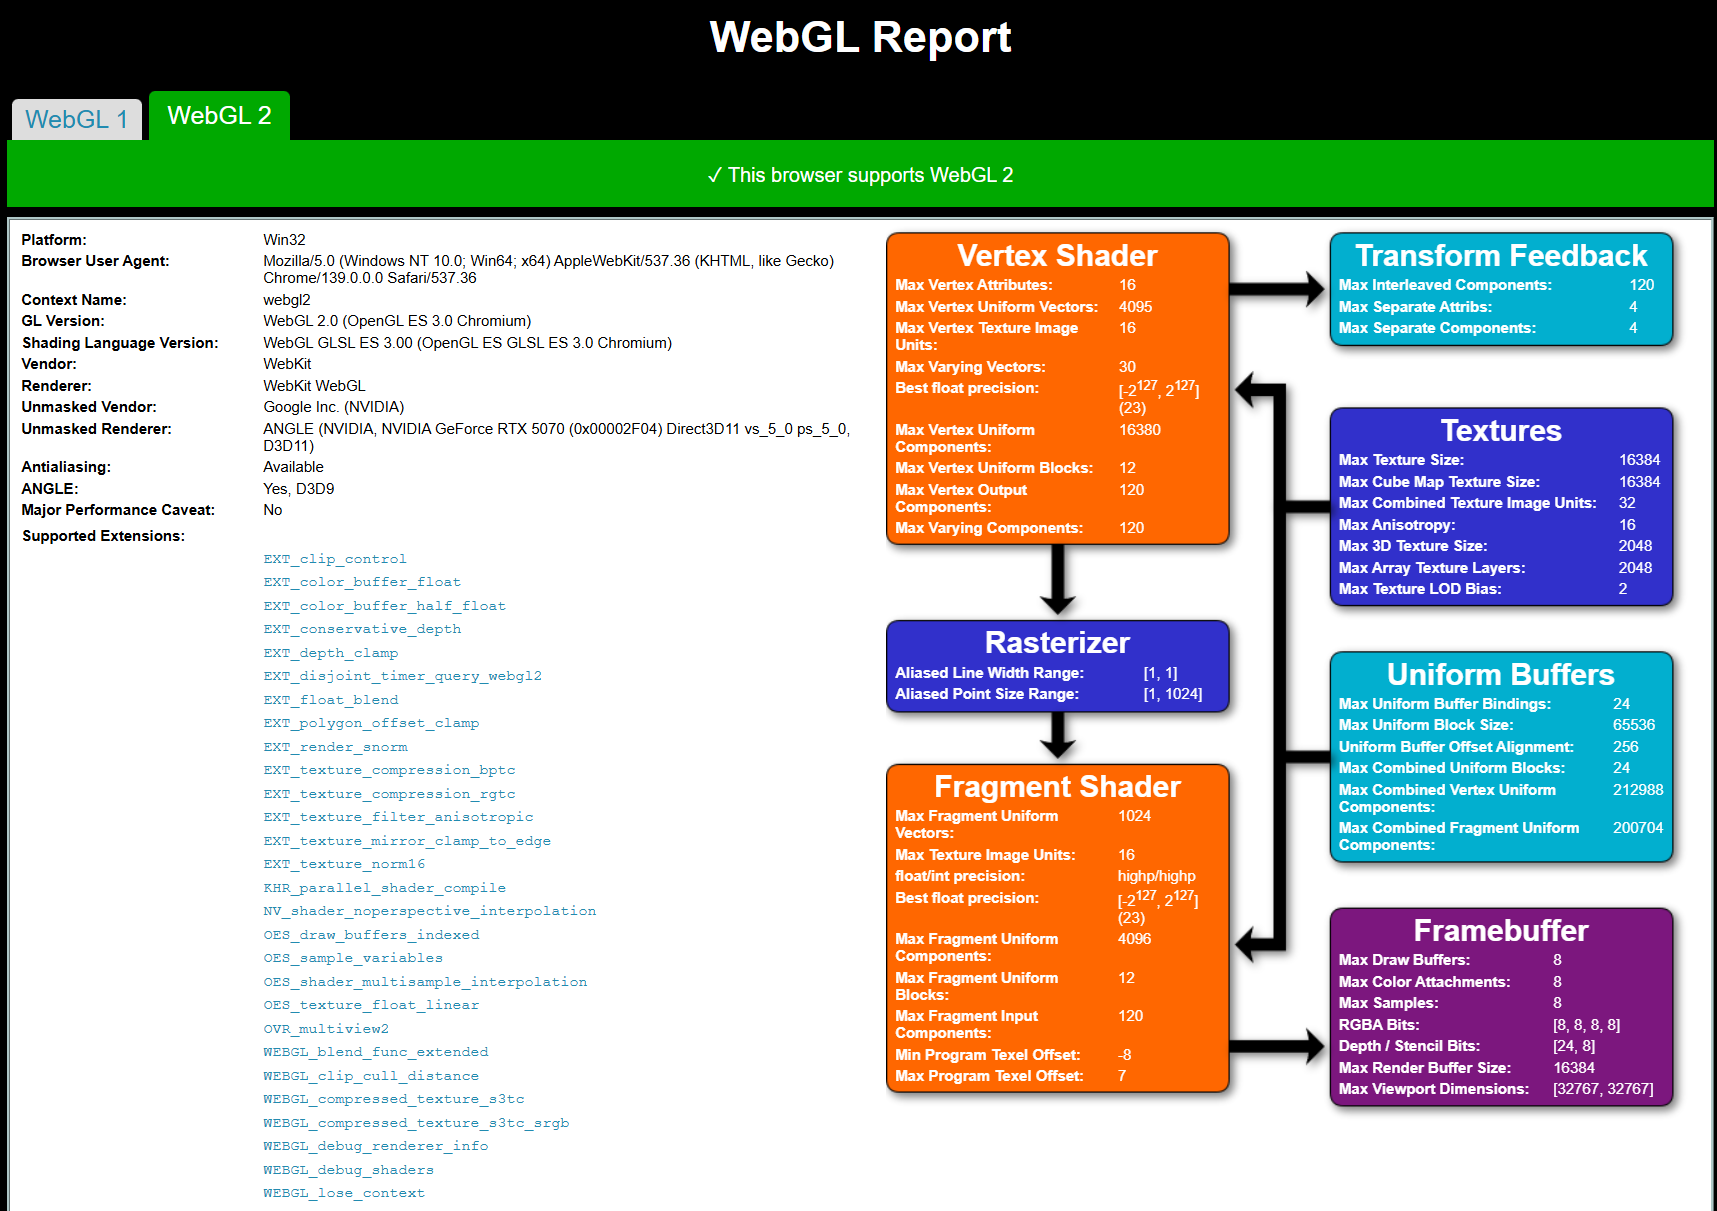 WebGL Report
WebGL 1
WebGL 2
✓ This browser supports WebGL 2
Platform: Win32
Browser User Agent: Mozilla/5.0 (Windows NT 10.0; Win64; x64) AppleWebKit/537.36 (KHTML, like Gecko)
Chrome/139.0.0.0 Safari/537.36
Context Name: webgl2
GL Version: WebGL 2.0 (OpenGL ES 3.0 Chromium)
Shading Language Version: WebGL GLSL ES 3.00 (OpenGL ES GLSL ES 3.0 Chromium)
Vendor: WebKit
Renderer: WebKit WebGL
Unmasked Vendor: Google Inc. (NVIDIA)
Unmasked Renderer: ANGLE (NVIDIA, NVIDIA GeForce RTX 5070 (0x00002F04) Direct3D11 vs_5_0 ps_5_0,
D3D11)
Antialiasing: Available
ANGLE: Yes, D3D9
Major Performance Caveat: No
Supported Extensions:
EXT_clip_control
EXT_color_buffer_float
EXT_color_buffer_half_float
EXT_conservative_depth
EXT_depth_clamp
EXT_disjoint_timer_query_webgl2
EXT_float_blend
EXT_polygon_offset_clamp
EXT_render_snorm
EXT_texture_compression_bptc
EXT_texture_compression_rgtc
EXT_texture_filter_anisotropic
EXT_texture_mirror_clamp_to_edge
EXT_texture_norm16
KHR_parallel_shader_compile
NV_shader_noperspective_interpolation
OES_draw_buffers_indexed
OES_sample_variables
OES_shader_multisample_interpolation
OES_texture_float_linear
OVR_multiview2
WEBGL_blend_func_extended
WEBGL_clip_cull_distance
WEBGL_compressed_texture_s3tc
WEBGL_compressed_texture_s3tc_srgb
WEBGL_debug_renderer_info
WEBGL_debug_shaders
WEBGL_lose_context
Vertex Shader
Max Vertex Attributes: 16
Max Vertex Uniform Vectors: 4095
Max Vertex Texture Image 16
Units:
Max Varying Vectors: 30
Best float precision: [-2^127, 2^127]
(23)
Max Vertex Uniform 16380
Components:
Max Vertex Uniform Blocks: 12
Max Vertex Output 120
Components:
Max Varying Components: 120
Rasterizer
Aliased Line Width Range: [1, 1]
Aliased Point Size Range: [1, 1024]
Fragment Shader
Max Fragment Uniform 1024
Vectors:
Max Texture Image Units: 16
float/int precision: highp/highp
Best float precision: [-2^127, 2^127]
(23)
Max Fragment Uniform 4096
Components:
Max Fragment Uniform 12
Blocks:
Max Fragment Input 120
Components:
Min Program Texel Offset: -8
Max Program Texel Offset: 7
Transform Feedback
Max Interleaved Components: 120
Max Separate Attribs: 4
Max Separate Components: 4
Textures
Max Texture Size: 16384
Max Cube Map Texture Size: 16384
Max Combined Texture Image Units: 32
Max Anisotropy: 16
Max 3D Texture Size: 2048
Max Array Texture Layers: 2048
Max Texture LOD Bias: 2
Uniform Buffers
Max Uniform Buffer Bindings: 24
Max Uniform Block Size: 65536
Uniform Buffer Offset Alignment: 256
Max Combined Uniform Blocks: 24
Max Combined Vertex Uniform 212988
Components:
Max Combined Fragment Uniform 200704
Components:
Framebuffer
Max Draw Buffers: 8
Max Color Attachments: 8
Max Samples: 8
RGBA Bits: [8, 8, 8, 8]
Depth / Stencil Bits: [24, 8]
Max Render Buffer Size: 16384
Max Viewport Dimensions: [32767, 32767]